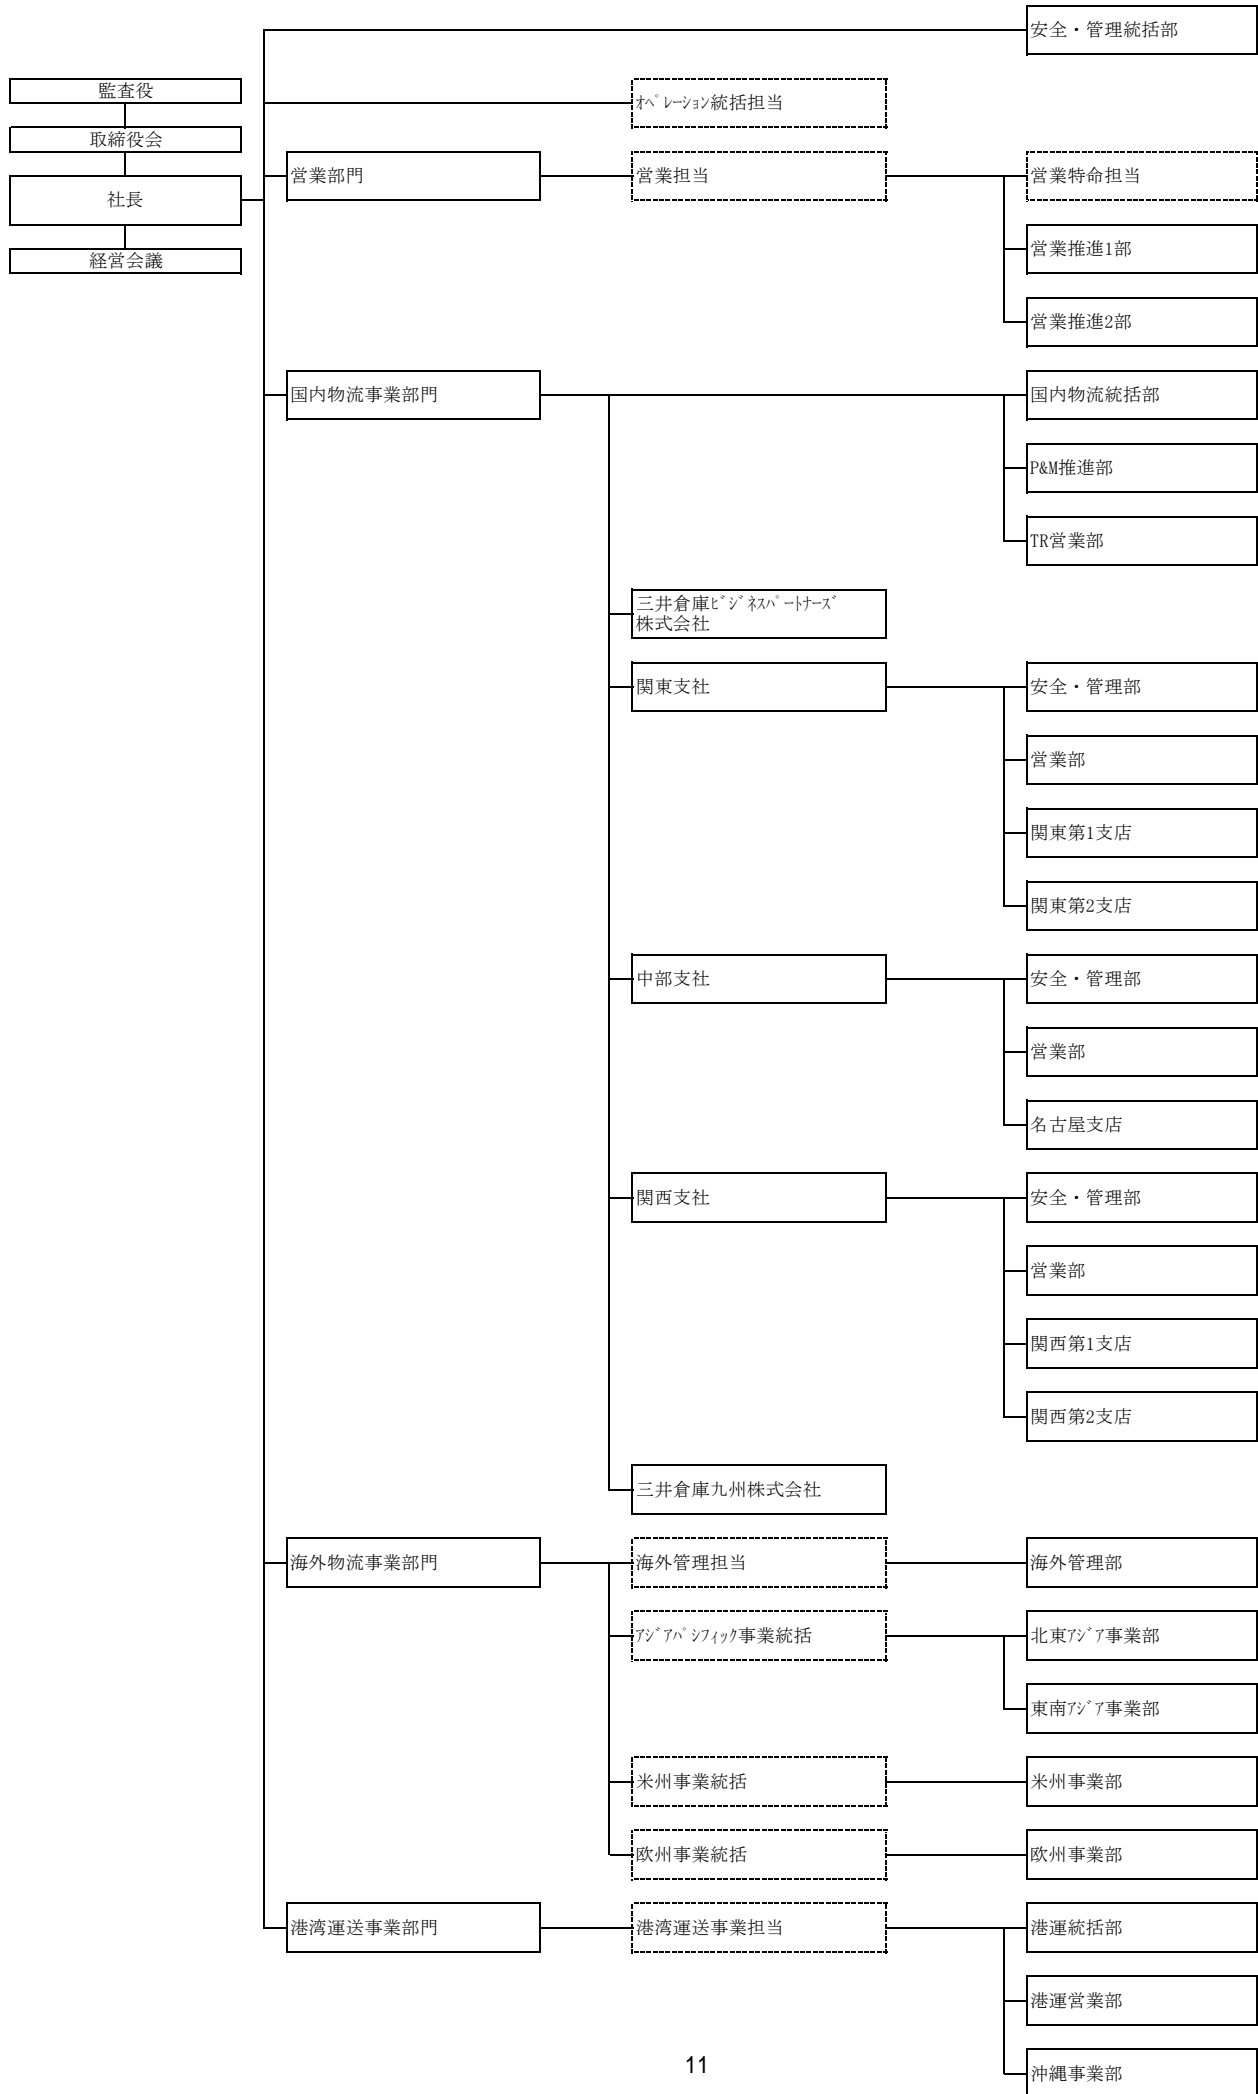 安全・管理統括部
監査役
ｵﾍﾟﾚｰｼｮﾝ統括担当
取締役会
営業部門
営業担当
営業特命担当
社長
営業推進1部
経営会議
営業推進2部
国内物流事業部門
国内物流統括部
P&M推進部
TR営業部
三井倉庫ﾋﾞｼﾞﾈｽﾊﾟｰﾄﾅｰｽﾞ
株式会社
関東支社
安全・管理部
営業部
関東第1支店
関東第2支店
中部支社
安全・管理部
営業部
名古屋支店
関西支社
安全・管理部
営業部
関西第1支店
関西第2支店
三井倉庫九州株式会社
海外物流事業部門
海外管理担当
海外管理部
ｱｼﾞｱﾊﾟｼﾌｨｯｸ事業統括
北東ｱｼﾞｱ事業部
東南ｱｼﾞｱ事業部
米州事業統括
米州事業部
欧州事業統括
欧州事業部
港湾運送事業部門
港湾運送事業担当
港運統括部
港運営業部
11
沖縄事業部